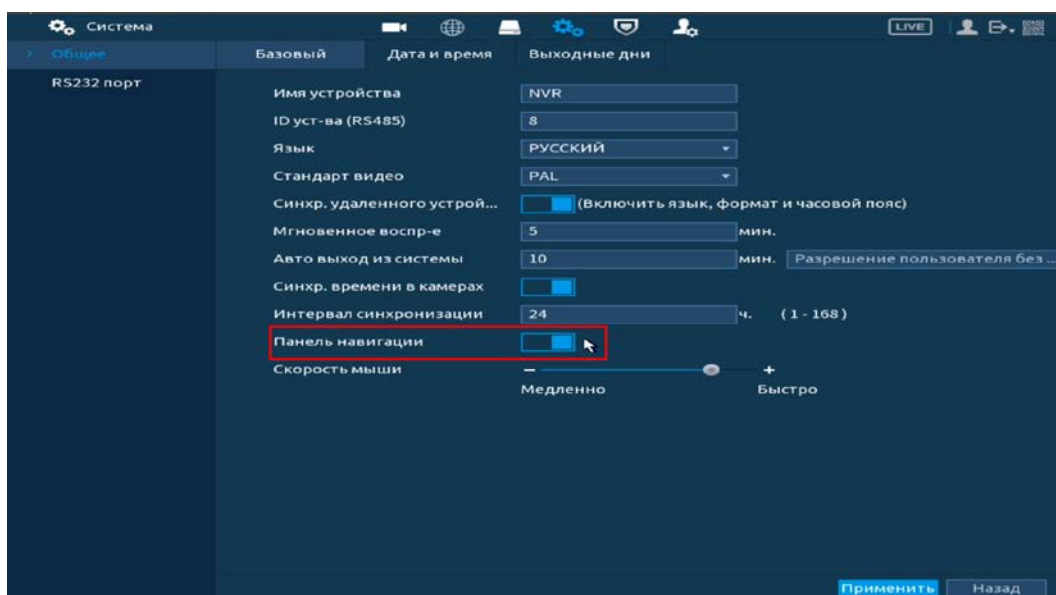 Система
LIVE
Общее
Базовый Дата и время Выходные дни
RS232 порт
Имя устройства NVR
ID уст-ва (RS485) 8
Язык РУССКИЙ
Стандарт видео PAL
Синхр. удаленного устрой... (Включить язык, формат и часовой пояс)
Мгновенное воспр-е 5 мин.
Авто выход из системы 10 мин. Разрешение пользователя без ...
Синхр. времени в камерах
Интервал синхронизации 24 ч. (1 - 168)
Панель навигации
Скорость мыши
Медленно Быстро
Применить Назад